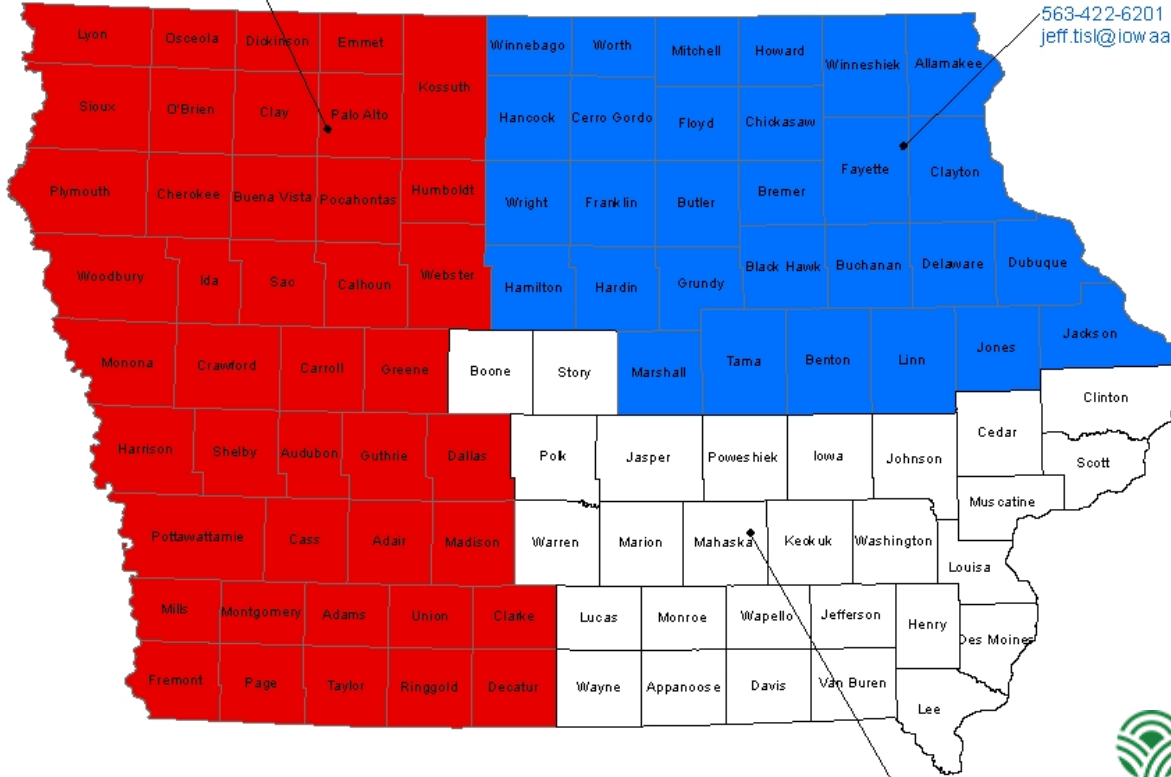 563-422-6201
jeff.tisl@iowaa
Lyon
Osceola
Dickinson
Emmet
Kossuth
Winnebago
Worth
Mitchell
Howard
Winneshiek
Allamakee
Sioux
O'Brien
Clay
Palo Alto
Hancock
Cerro Gordo
Floyd
Chickasaw
Fayette
Clayton
Plymouth
Cherokee
Buena Vista
Pocahontas
Humboldt
Wright
Franklin
Butler
Bremer
Woodbury
Ida
Sac
Calhoun
Webster
Hamilton
Hardin
Grundy
Black Hawk
Buchanan
Delaware
Dubuque
Monona
Crawford
Carroll
Greene
Boone
Story
Marshall
Tama
Benton
Linn
Jones
Jackson
Clinton
Harrison
Shelby
Audubon
Guthrie
Dallas
Polk
Jasper
Poweshiek
Iowa
Johnson
Cedar
Scott
Muscatine
Pottawattamie
Cass
Adair
Madison
Warren
Marion
Mahaska
Keokuk
Washington
Louisa
Mills
Montgomery
Adams
Union
Clarke
Lucas
Monroe
Wapello
Jefferson
Henry
Des Moines
Fremont
Page
Taylor
Ringgold
Decatur
Wayne
Appanoose
Davis
Van Buren
Lee